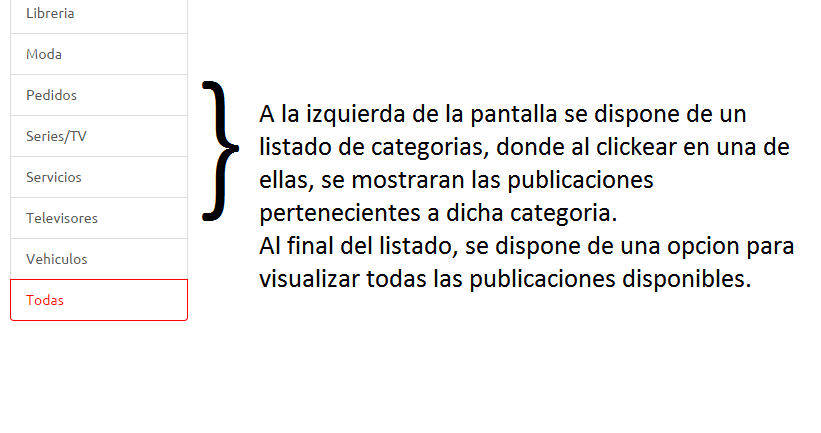 Libreria
Moda
Pedidos
Series/TV
Servicios
Televisores
Vehiculos
Todas
A la izquierda de la pantalla se dispone de un
listado de categorias, donde al clickear en una de
ellas, se mostraran las publicaciones
pertenecientes a dicha categoria.
Al final del listado, se dispone de una opcion para
visualizar todas las publicaciones disponibles.